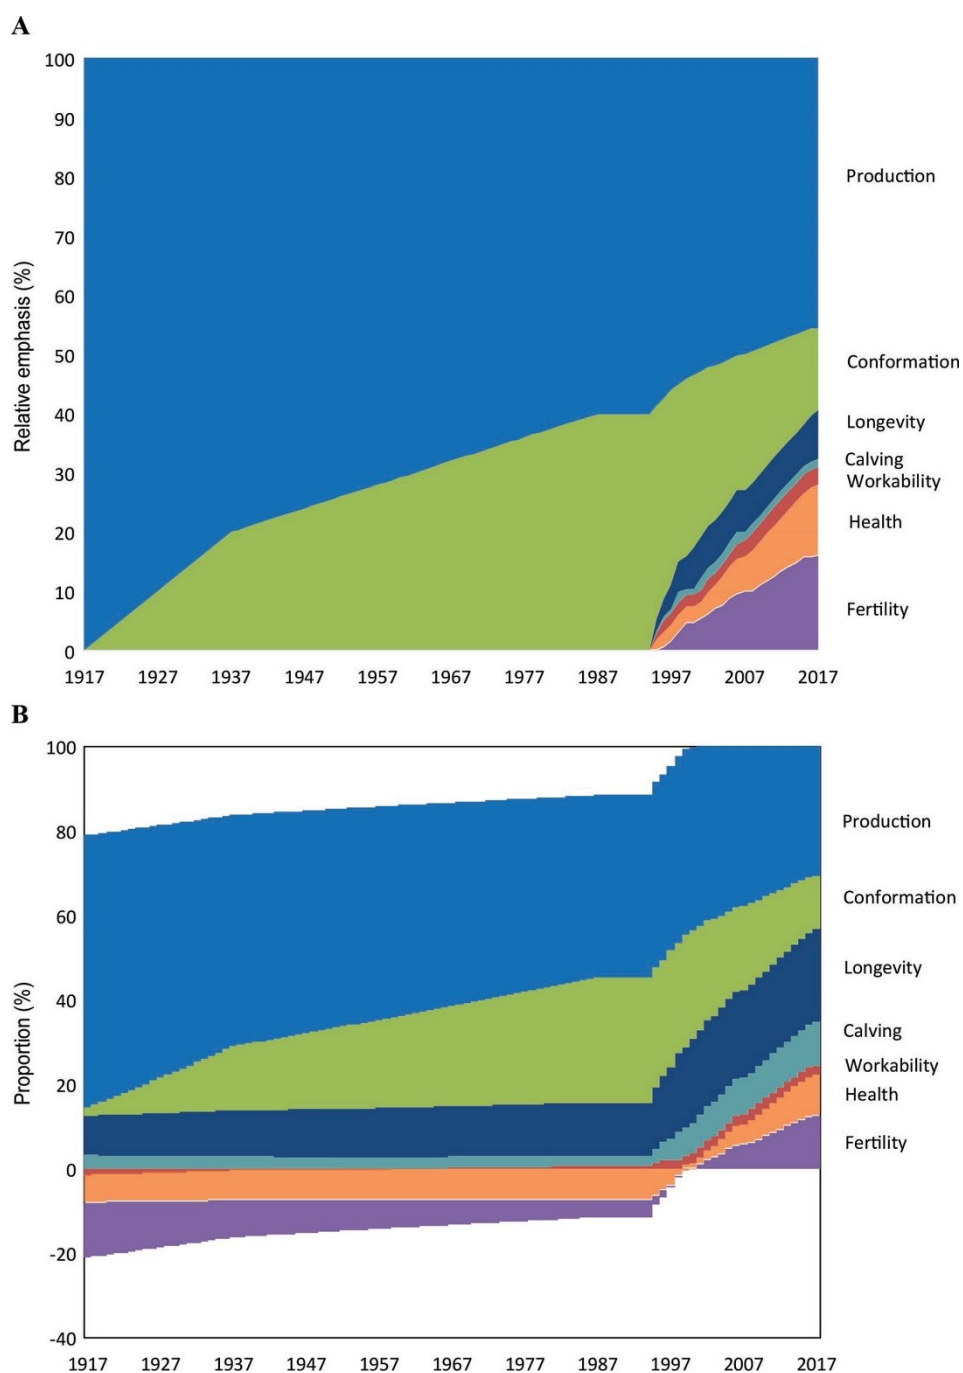 A
100
90
80
70
60
50
40
30
20
10
0
Relative emphasis (%)
Production
Conformation
Longevity
Calving
Workability
Health
Fertility
1917 1927 1937 1947 1957 1967 1977 1987 1997 2007 2017
B
100
80
60
40
20
0
-20
-40
Proportion (%)
Production
Conformation
Longevity
Calving
Workability
Health
Fertility
1917 1927 1937 1947 1957 1967 1977 1987 1997 2007 2017